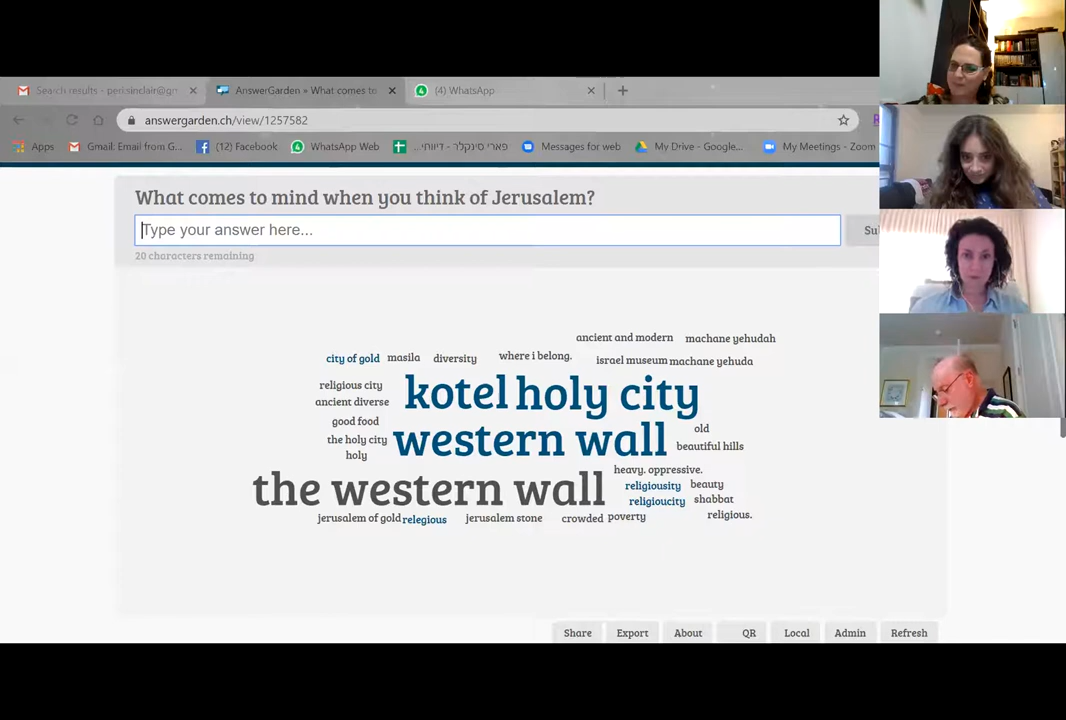 Search results - perisinclair@gm
AnswerGarden » What comes to
(4) WhatsApp
answergarden.ch/view/1257582
Apps
Gmail: Email from G...
(12) Facebook
WhatsApp Web
פארי סינקלר - דיווחי...
Messages for web
My Drive - Google...
My Meetings - Zoom
What comes to mind when you think of Jerusalem?
Type your answer here...
20 characters remaining
ancient and modern
machane yehudah
city of gold
masila
diversity
where i belong.
israel museum
machane yehuda
religious city
kotel
holy city
ancient diverse
good food
old
the holy city
western wall
beautiful hills
holy
heavy. oppressive.
the western wall
religiousity
beauty
religioucity
shabbat
jerusalem of gold
relegious
jerusalem stone
crowded
poverty
religious.
Share
Export
About
QR
Local
Admin
Refresh